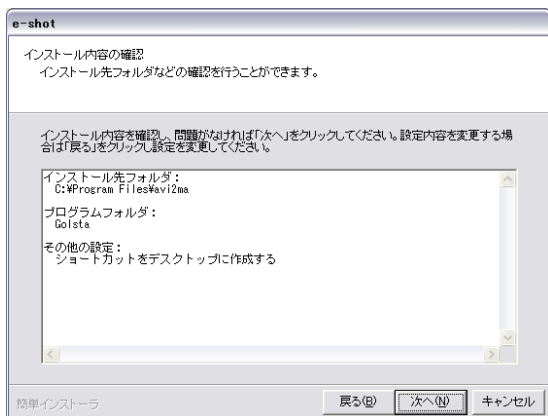 e-shot
インストール内容の確認
インストール先フォルダなどの確認を行うことができます。
インストール内容を確認し、問題がなければ「次へ」をクリックしてください。設定内容を変更する場
合は「戻る」をクリックし設定を変更してください。
インストール先フォルダ：
C:¥Program Files¥avi2ma
プログラムフォルダ：
Golsta
その他の設定：
ショートカットをデスクトップに作成する
簡単インストーラ
戻る(B)
次へ(N)
キャンセル